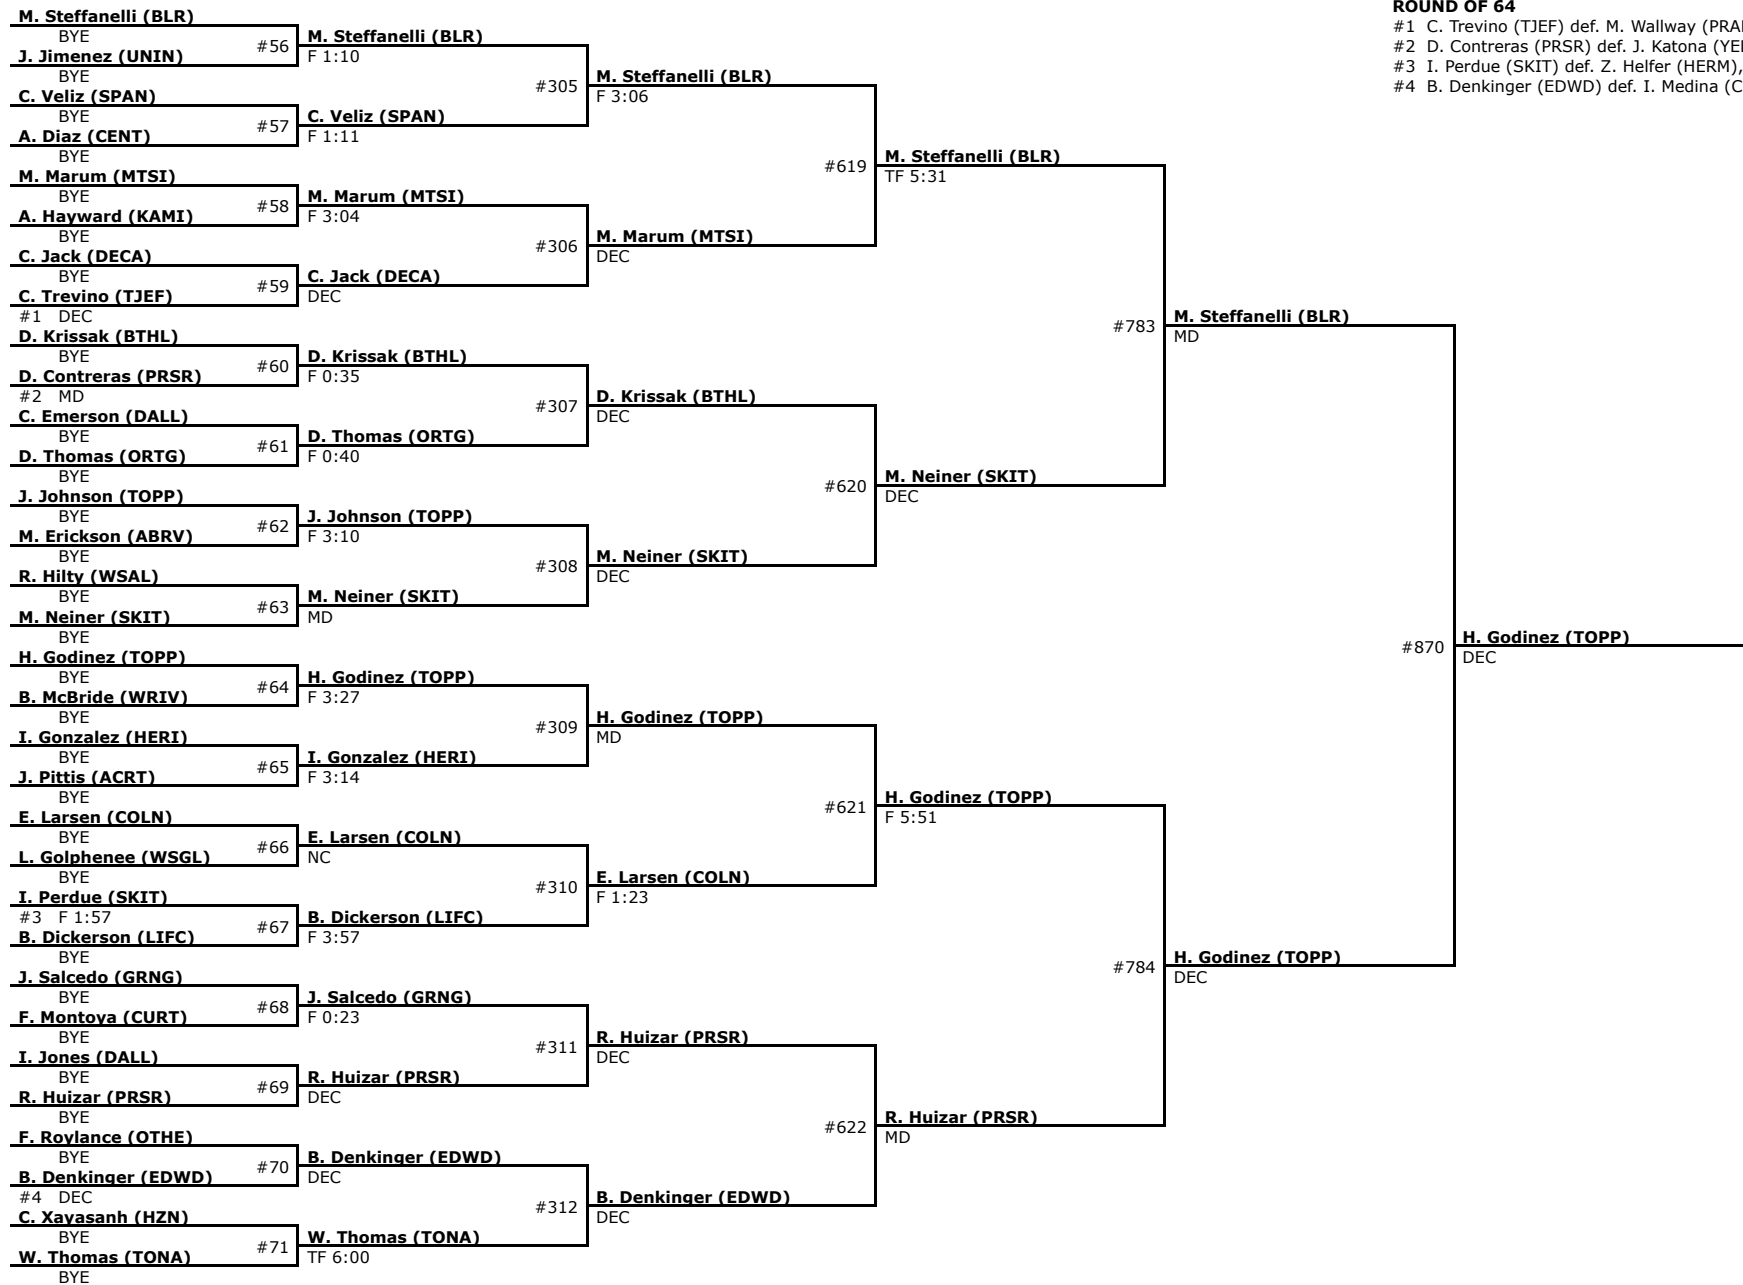 M. Steffanelli (BLR)
BYE
J. Jimenez (UNIN)
BYE
C. Veliz (SPAN)
BYE
A. Diaz (CENT)
BYE
M. Marum (MTSI)
BYE
A. Hayward (KAMI)
BYE
C. Jack (DECA)
BYE
C. Trevino (TJEF)
#1 DEC
D. Krissak (BTHL)
BYE
D. Contreras (PRSR)
#2 MD
C. Emerson (DALL)
BYE
D. Thomas (ORTG)
BYE
J. Johnson (TOPP)
BYE
M. Erickson (ABRV)
BYE
R. Hilty (WSAL)
BYE
M. Neiner (SKIT)
BYE
H. Godinez (TOPP)
BYE
B. McBride (WRIV)
BYE
I. Gonzalez (HERI)
BYE
J. Pittis (ACRT)
BYE
E. Larsen (COLN)
BYE
L. Golphenee (WSGL)
BYE
I. Perdue (SKIT)
#3 F 1:57
B. Dickerson (LIFC)
BYE
J. Salcedo (GRNG)
BYE
F. Montoya (CURT)
BYE
I. Jones (DALL)
BYE
R. Huizar (PRSR)
BYE
F. Roylance (OTHE)
BYE
B. Denkinger (EDWD)
#4 DEC
C. Xayasanh (HZN)
BYE
W. Thomas (TONA)
BYE
#56
#57
#58
#59
#60
#61
#62
#63
#64
#65
#66
#67
#68
#69
#70
#71
M. Steffanelli (BLR)
F 1:10
C. Veliz (SPAN)
F 1:11
M. Marum (MTSI)
F 3:04
C. Jack (DECA)
DEC
D. Krissak (BTHL)
F 0:35
D. Thomas (ORTG)
F 0:40
J. Johnson (TOPP)
F 3:10
M. Neiner (SKIT)
MD
H. Godinez (TOPP)
F 3:27
I. Gonzalez (HERI)
F 3:14
E. Larsen (COLN)
NC
B. Dickerson (LIFC)
F 3:57
J. Salcedo (GRNG)
F 0:23
R. Huizar (PRSR)
DEC
B. Denkinger (EDWD)
DEC
W. Thomas (TONA)
TF 6:00
#305
#306
#307
#308
#309
#310
#311
#312
M. Steffanelli (BLR)
F 3:06
M. Marum (MTSI)
DEC
D. Krissak (BTHL)
DEC
M. Neiner (SKIT)
DEC
H. Godinez (TOPP)
MD
E. Larsen (COLN)
F 1:23
R. Huizar (PRSR)
DEC
B. Denkinger (EDWD)
DEC
#619
#620
#621
#622
M. Steffanelli (BLR)
TF 5:31
M. Neiner (SKIT)
DEC
H. Godinez (TOPP)
F 5:51
R. Huizar (PRSR)
MD
#783
#784
M. Steffanelli (BLR)
MD
H. Godinez (TOPP)
DEC
#870
H. Godinez (TOPP)
DEC
ROUND OF 64
#1 C. Trevino (TJEF) def. M. Wallway
#2 D. Contreras (PRSR) def. J. Katona
#3 I. Perdue (SKIT) def. Z. Helfer (HERM),
#4 B. Denkinger (EDWD) def. I. Medina